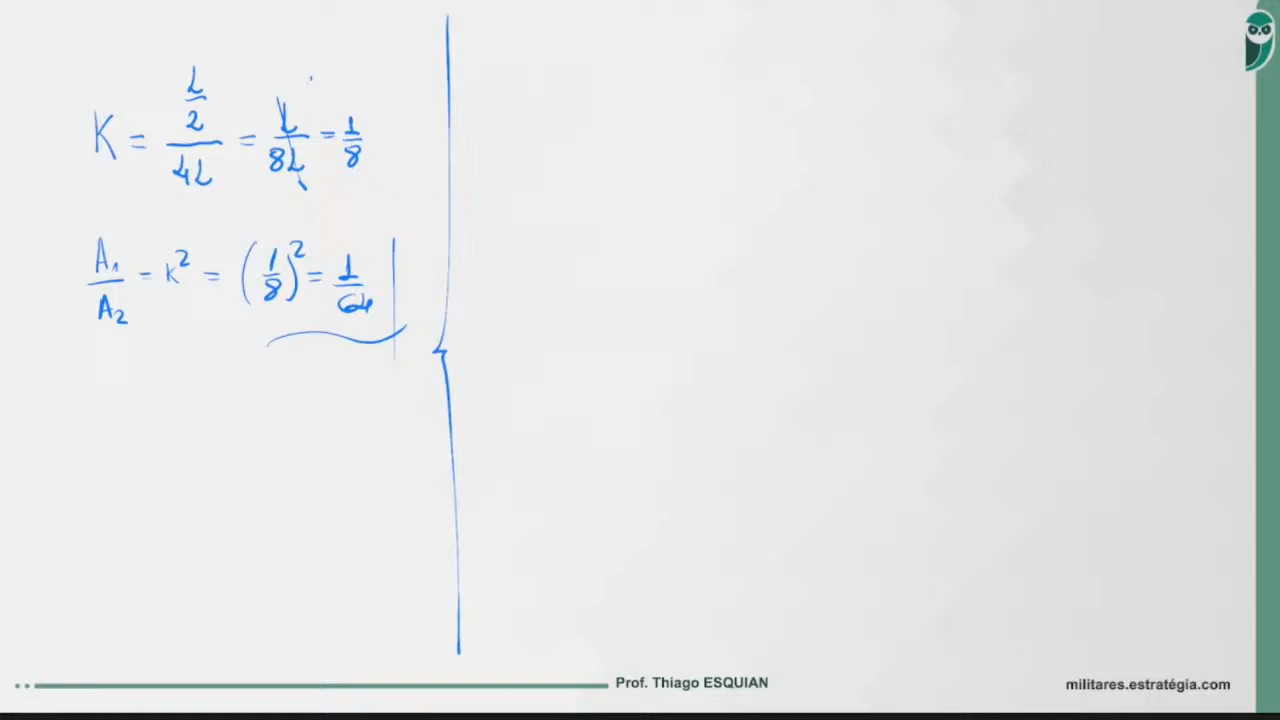 K = L/2 / 4L = L/8L = 1/8
A₁/A₂ = K² = (1/8)² = 1/64
Prof. Thiago ESQUIAN
militares.estratégia.com